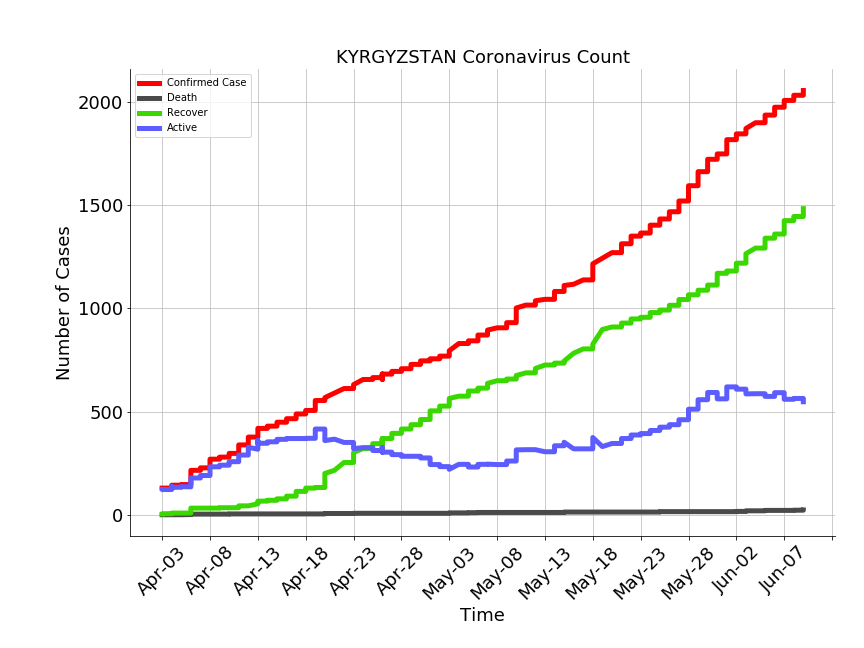 KYRGYZSTAN Coronavirus Count
Confirmed Case
Death
Recover
Active
Number of Cases
2000
1500
1000
500
0
Apr-03
Apr-08
Apr-13
Apr-18
Apr-23
Apr-28
May-03
May-08
May-13
May-18
May-23
May-28
Jun-02
Jun-07
Time